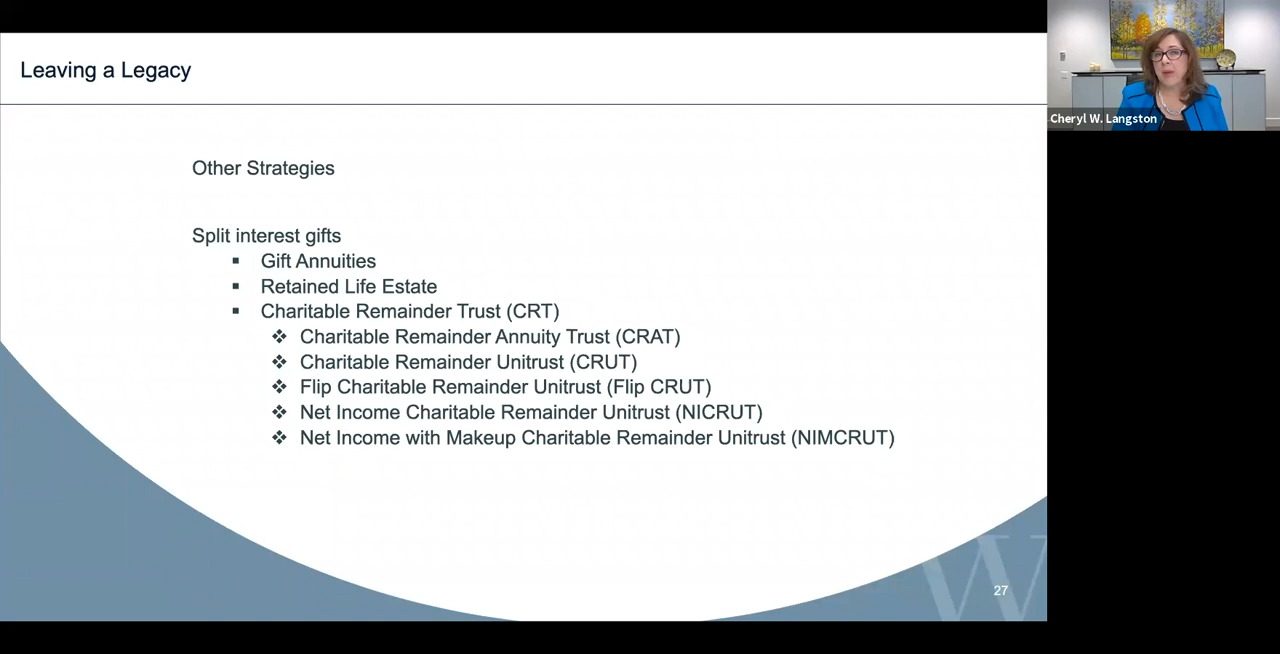 Leaving a Legacy
Cheryl W. Langston
Other Strategies
Split interest gifts
▪ Gift Annuities
▪ Retained Life Estate
▪ Charitable Remainder Trust (CRT)
❖ Charitable Remainder Annuity Trust (CRAT)
❖ Charitable Remainder Unitrust (CRUT)
❖ Flip Charitable Remainder Unitrust (Flip CRUT)
❖ Net Income Charitable Remainder Unitrust (NICRUT)
❖ Net Income with Makeup Charitable Remainder Unitrust (NIMCRUT)
W
27